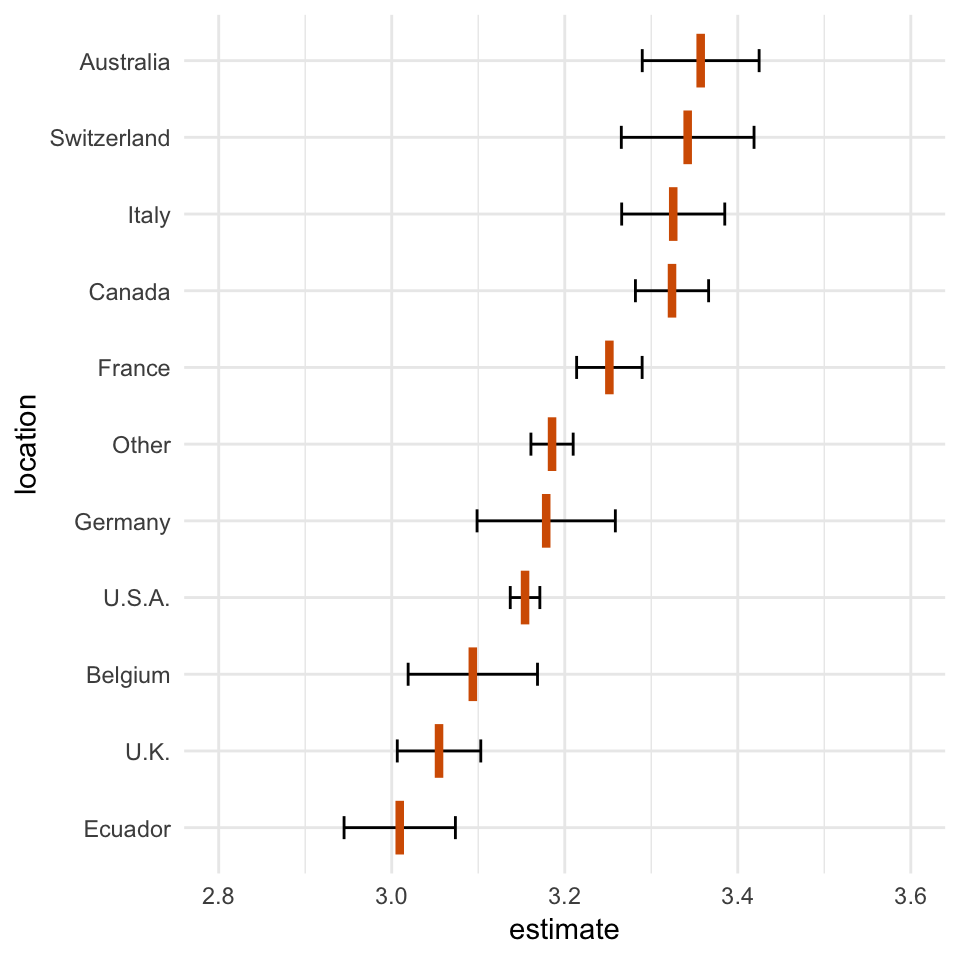 Australia
Switzerland
Italy
Canada
France
Other
Germany
U.S.A.
Belgium
U.K.
Ecuador
location
2.8 3.0 3.2 3.4 3.6
estimate